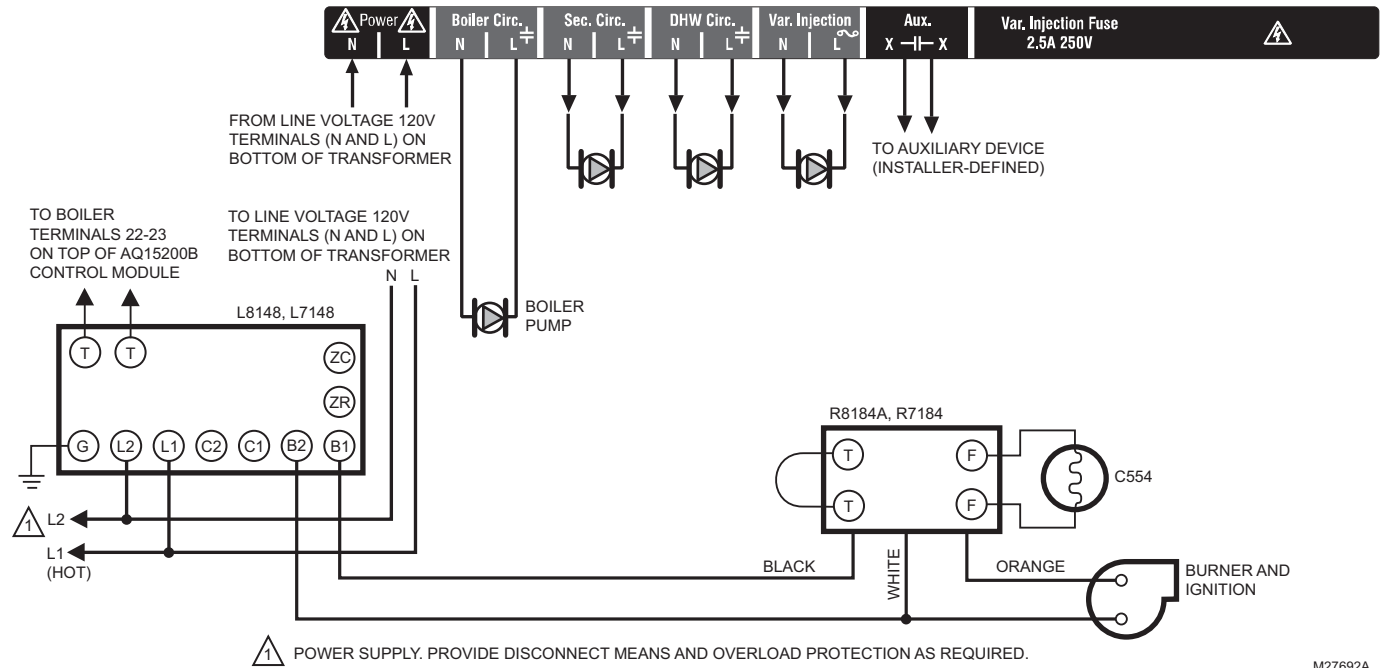 Power
N L
Boiler Circ.
N L
Sec. Circ.
N L
DHW Circ.
N L
Var. Injection
N L
Aux.
X X
Var. Injection Fuse
2.5A 250V
FROM LINE VOLTAGE 120V
TERMINALS (N AND L) ON
BOTTOM OF TRANSFORMER
TO AUXILIARY DEVICE
(INSTALLER-DEFINED)
TO BOILER
TERMINALS 22-23
ON TOP OF AQ15200B
CONTROL MODULE
TO LINE VOLTAGE 120V
TERMINALS (N AND L) ON
BOTTOM OF TRANSFORMER
N L
BOILER
PUMP
L8148, L7148
T T
ZC
ZR
G L2 L1 C2 C1 B2 B1
R8184A, R7184
T F
T F
C554
1 L2
L1
(HOT)
BLACK
WHITE
ORANGE
BURNER AND
IGNITION
1 POWER SUPPLY. PROVIDE DISCONNECT MEANS AND OVERLOAD PROTECTION AS REQUIRED.
M27692A